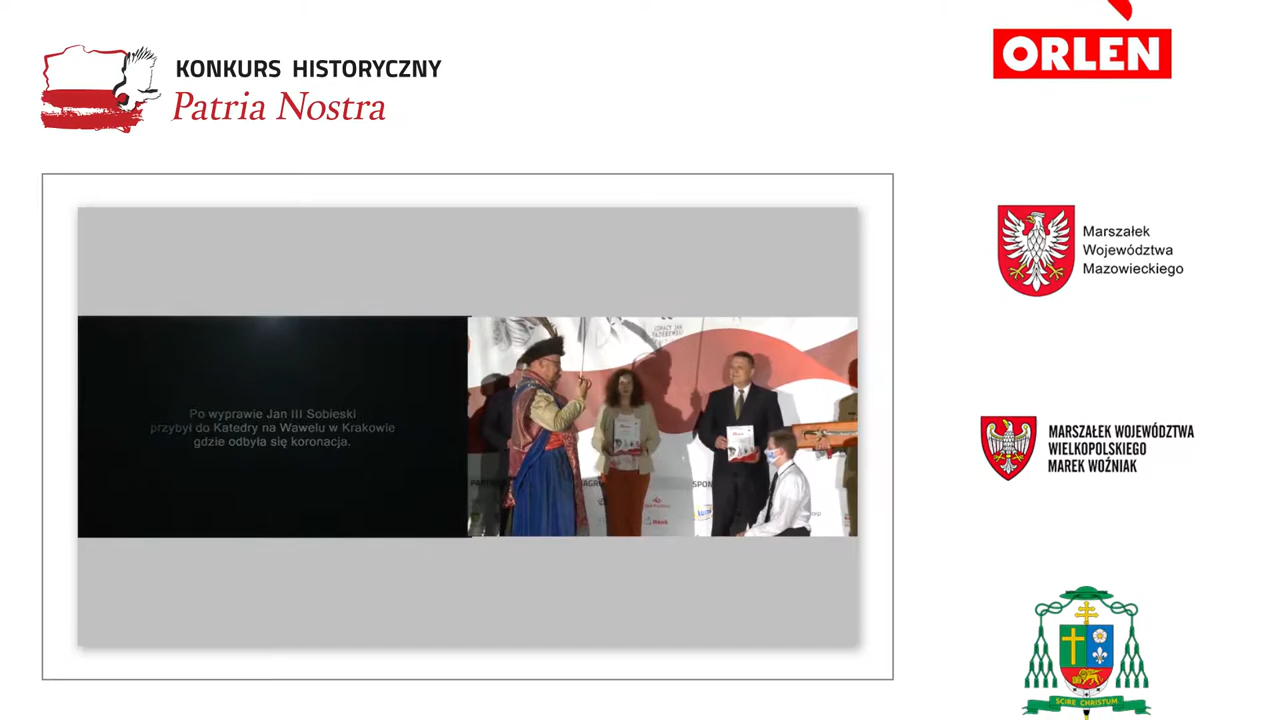 KONKURS HISTORYCZNY
Patria Nostra
ORLEN
Marszałek
Województwa
Mazowieckiego
Po wyprawie Jan III Sobieski
przybył do Katedry na Wawelu w Krakowie
gdzie odbyła się koronacja.
MARSZAŁEK WOJEWÓDZTWA
WIELKOPOLSKIEGO
MAREK WOŹNIAK
SCIRE CHRISTUM